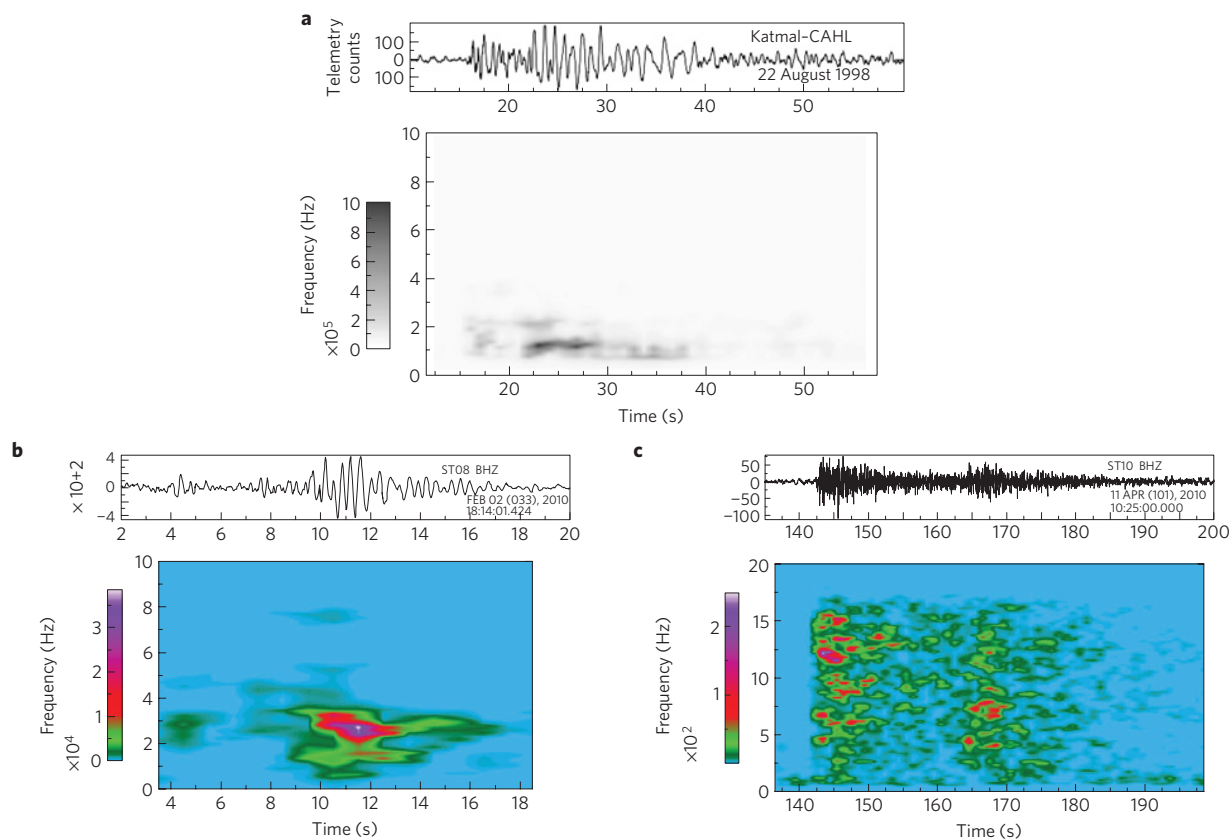 a
Telemetry
counts
100
0
100
Katmal-CAHL
22 August 1998
20 30 40 50
Frequency (Hz)
10
8
6
4
2
0
10
8
6
4
2
0
×10⁵
20 30 40 50
Time (s)
b
× 10+2
4
0
−4
ST08 BHZ
FEB 02 (033), 2010
18:14:01.424
2 4 6 8 10 12 14 16 18 20
Frequency (Hz)
10
8
6
4
2
0
3
2
1
0
×10⁴
4 6 8 10 12 14 16 18
Time (s)
c
50
0
−50
−100
ST10 BHZ
11 APR (101), 2010
10:25:00.000
140 150 160 170 180 190 200
Frequency (Hz)
20
15
10
5
0
2
1
×10²
140 150 160 170 180 190
Time (s)